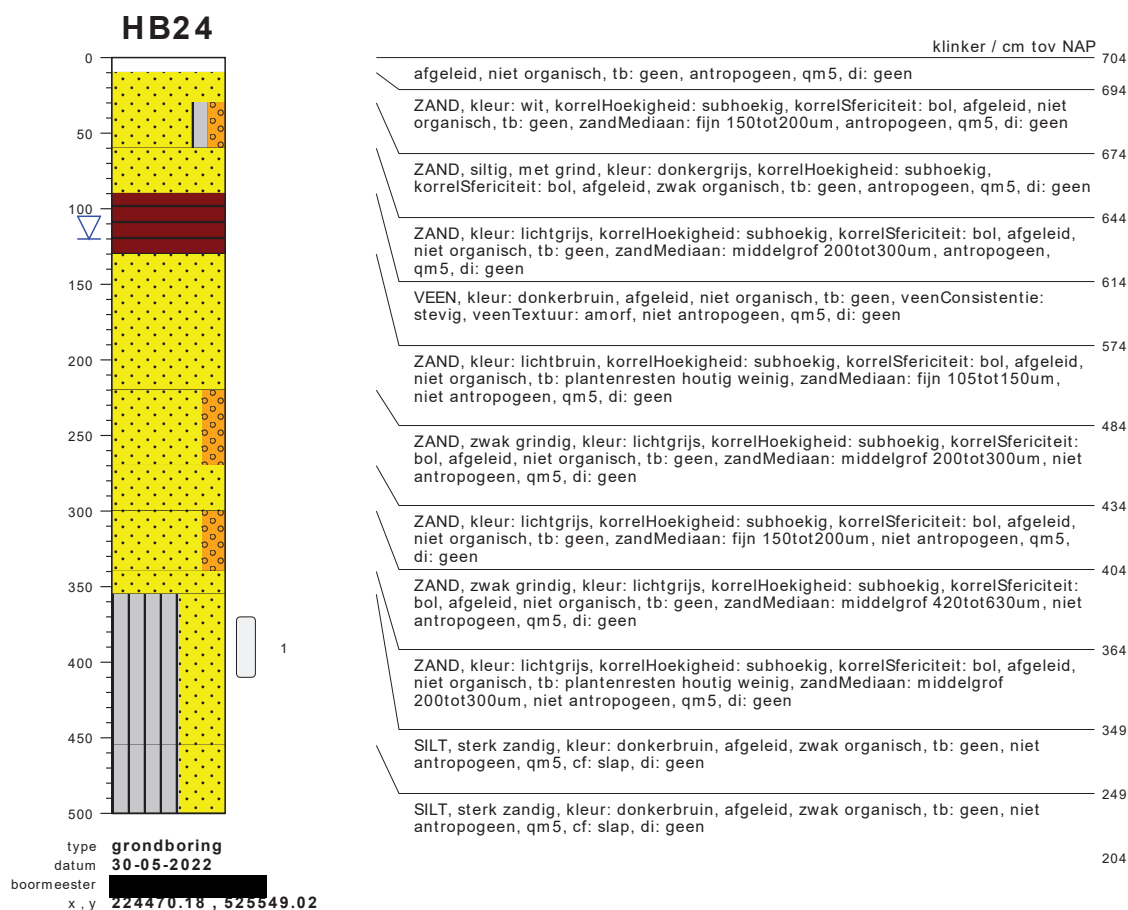 HB24
klinker / cm tov NAP
0
704
afgeleid, niet organisch, tb: geen, antropogeen, qm5, di: geen
694
ZAND, kleur: wit, korrelHoekigheid: subhoekig, korrelSfericiteit: bol, afgeleid, niet
organisch, tb: geen, zandMediaan: fijn 150tot200um, antropogeen, qm5, di: geen
50
674
ZAND, siltig, met grind, kleur: donkergrijs, korrelHoekigheid: subhoekig,
korrelSfericiteit: bol, afgeleid, zwak organisch, tb: geen, antropogeen, qm5, di: geen
100
644
ZAND, kleur: lichtgrijs, korrelHoekigheid: subhoekig, korrelSfericiteit: bol, afgeleid,
niet organisch, tb: geen, zandMediaan: middelgrof 200tot300um, antropogeen,
qm5, di: geen
150
614
VEEN, kleur: donkerbruin, afgeleid, niet organisch, tb: geen, veenConsistentie:
stevig, veenTextuur: amorf, niet antropogeen, qm5, di: geen
574
200
ZAND, kleur: lichtbruin, korrelHoekigheid: subhoekig, korrelSfericiteit: bol, afgeleid,
niet organisch, tb: plantenresten houtig weinig, zandMediaan: fijn 105tot150um,
niet antropogeen, qm5, di: geen
484
250
ZAND, zwak grindig, kleur: lichtgrijs, korrelHoekigheid: subhoekig, korrelSfericiteit:
bol, afgeleid, niet organisch, tb: geen, zandMediaan: middelgrof 200tot300um, niet
antropogeen, qm5, di: geen
434
300
ZAND, kleur: lichtgrijs, korrelHoekigheid: subhoekig, korrelSfericiteit: bol, afgeleid,
niet organisch, tb: geen, zandMediaan: fijn 150tot200um, niet antropogeen, qm5,
di: geen
404
350
ZAND, zwak grindig, kleur: lichtgrijs, korrelHoekigheid: subhoekig, korrelSfericiteit:
bol, afgeleid, niet organisch, tb: geen, zandMediaan: middelgrof 420tot630um, niet
antropogeen, qm5, di: geen
1
364
400
ZAND, kleur: lichtgrijs, korrelHoekigheid: subhoekig, korrelSfericiteit: bol, afgeleid,
niet organisch, tb: plantenresten houtig weinig, zandMediaan: middelgrof
200tot300um, niet antropogeen, qm5, di: geen
349
450
SILT, sterk zandig, kleur: donkerbruin, afgeleid, zwak organisch, tb: geen, niet
antropogeen, qm5, cf: slap, di: geen
249
500
SILT, sterk zandig, kleur: donkerbruin, afgeleid, zwak organisch, tb: geen, niet
antropogeen, qm5, cf: slap, di: geen
204
type grondboring
datum 30-05-2022
boormeester
x , y 224470.18 , 525549.02